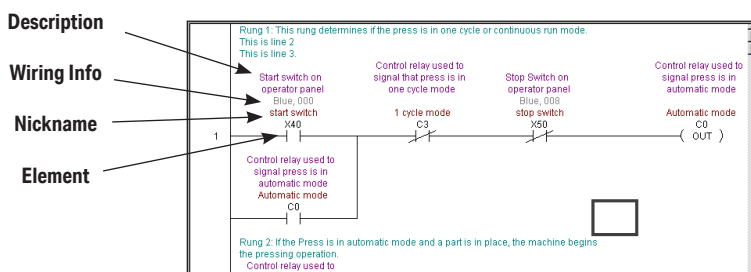 Description
Wiring Info
Nickname
Element
Rung 1: This rung determines if the press is in one cycle or continuous run mode.
This is line 2
This is line 3.
Start switch on
operator panel
Blue, 000
start switch
X40
Control relay used to
signal that press is in
one cycle mode
1 cycle mode
C3
Stop Switch on
operator panel
Blue, 008
stop switch
X50
Control relay used to
signal press is in
automatic mode
Automatic mode
C0
OUT
1
Control relay used to
signal press is in
automatic mode
Automatic mode
C0
Rung 2: If the Press is in automatic mode and a part is in place, the machine begins
the pressing operation.
Control relay used to